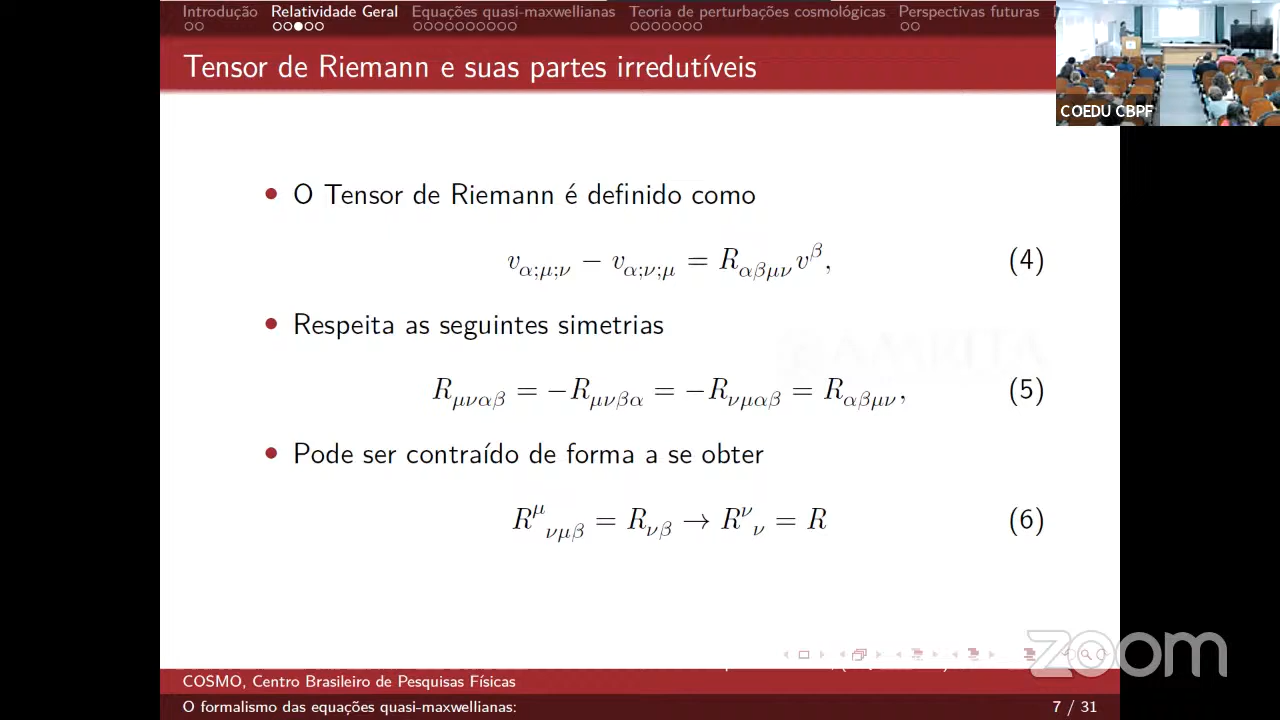 Introdução Relatividade Geral Equações quasi-maxwellianas Teoria de perturbações cosmológicas Perspectivas futuras
Tensor de Riemann e suas partes irredutíveis
COEDU CBPF
• O Tensor de Riemann é definido como
v_{α;μ;ν} − v_{α;ν;μ} = R_{αβμν} v^β, (4)
• Respeita as seguintes simetrias
R_{μναβ} = −R_{μνβα} = −R_{νμαβ} = R_{αβμν}, (5)
• Pode ser contraído de forma a se obter
R^μ_{νμβ} = R_{νβ} → R^ν_ν = R (6)
zoom
COSMO, Centro Brasileiro de Pesquisas Físicas
O formalismo das equações quasi-maxwellianas: 7 / 31